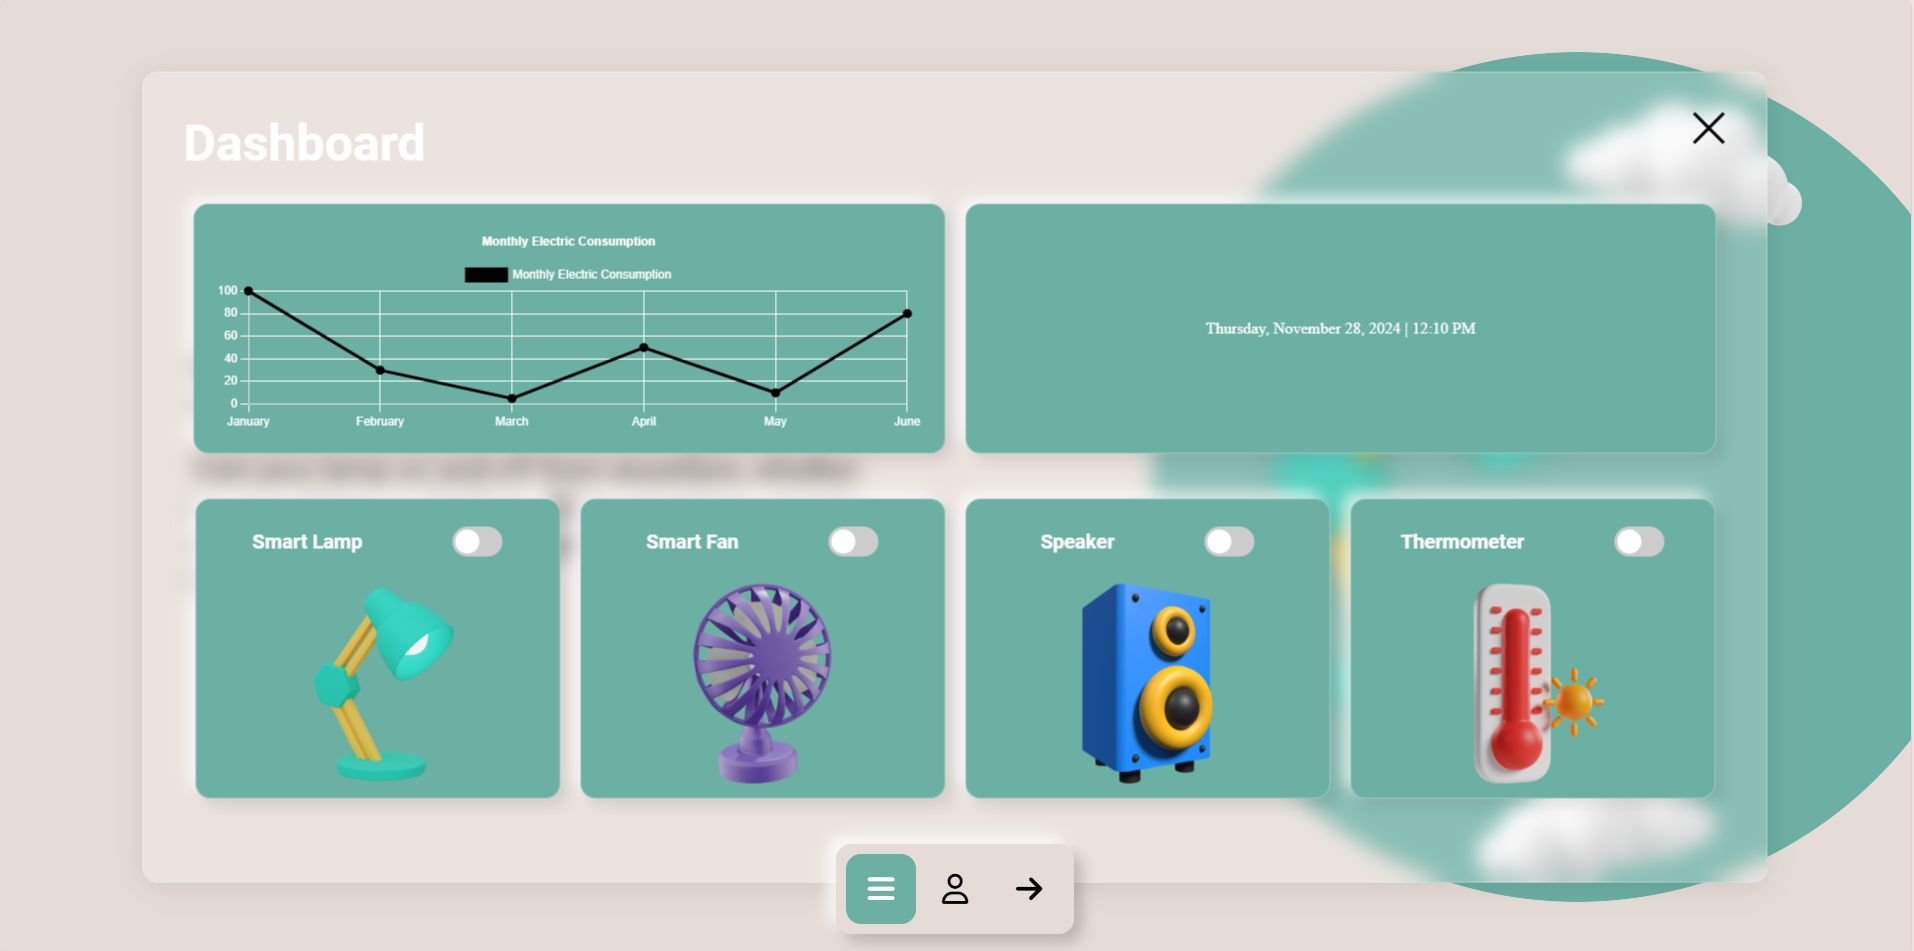 Dashboard
Monthly Electric Consumption
Monthly Electric Consumption
100
80
60
40
20
0
January February March April May June
Thursday, November 28, 2024 | 12:10 PM
Smart Lamp
Smart Fan
Speaker
Thermometer